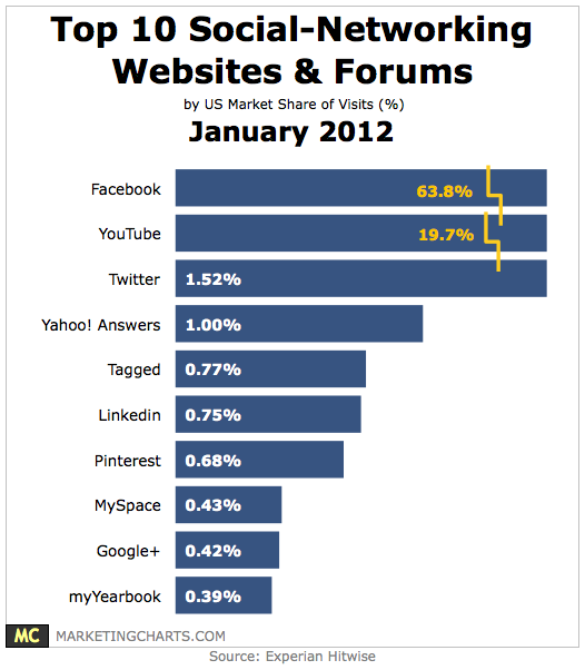 Top 10 Social-Networking
Websites & Forums
by US Market Share of Visits (%)
January 2012
Facebook 63.8%
YouTube 19.7%
Twitter 1.52%
Yahoo! Answers 1.00%
Tagged 0.77%
Linkedin 0.75%
Pinterest 0.68%
MySpace 0.43%
Google+ 0.42%
myYearbook 0.39%
MC MARKETINGCHARTS.COM
Source: Experian Hitwise